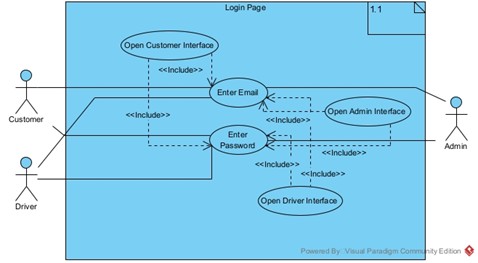 Login Page
1.1
Open Customer Interface
<<Include>>
Enter Email
Customer
<<Include>>
<<Include>>
Open Admin Interface
Admin
Enter
Password
<<Include>>
<<Include>>
<<Include>>
Driver
Open Driver Interface
Powered By: Visual Paradigm Community Edition